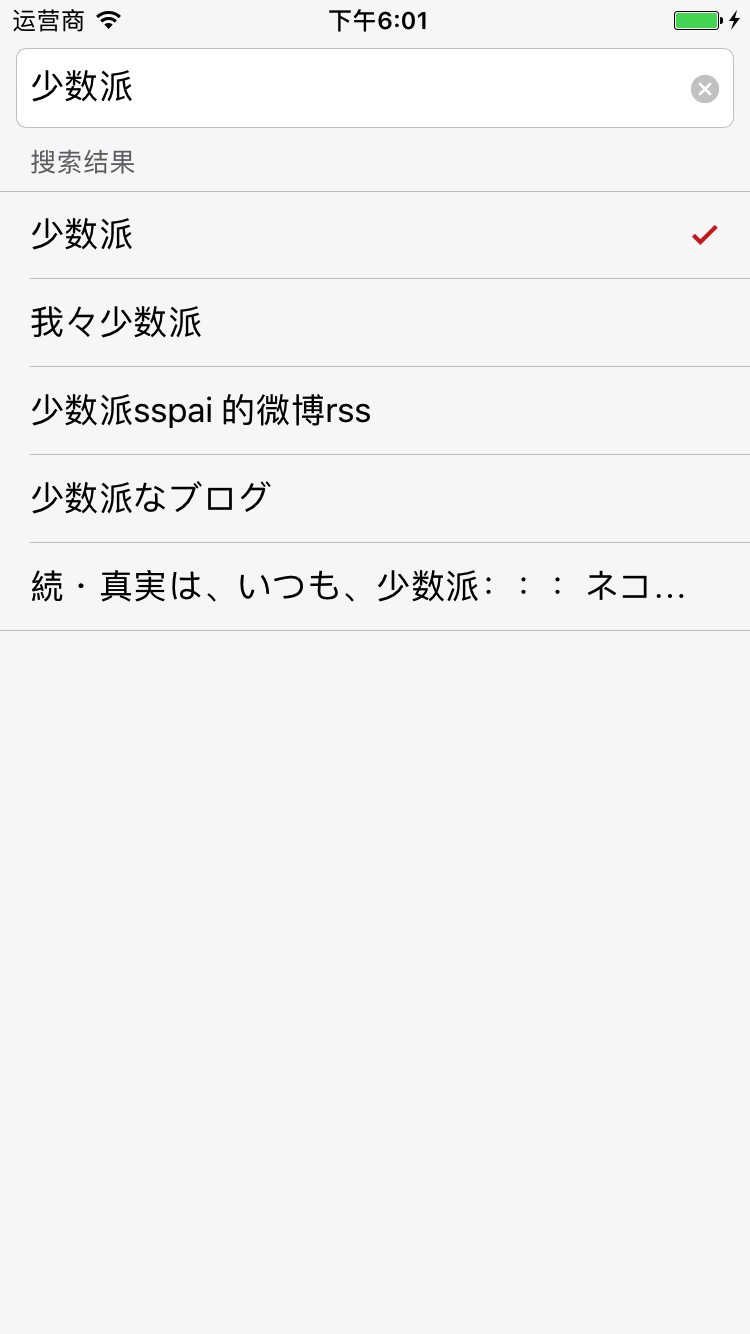 运营商 下午6:01
少数派
搜索结果
少数派
我々少数派
少数派sspai 的微博rss
少数派なブログ
続・真実は、いつも、少数派：：：ネコ…